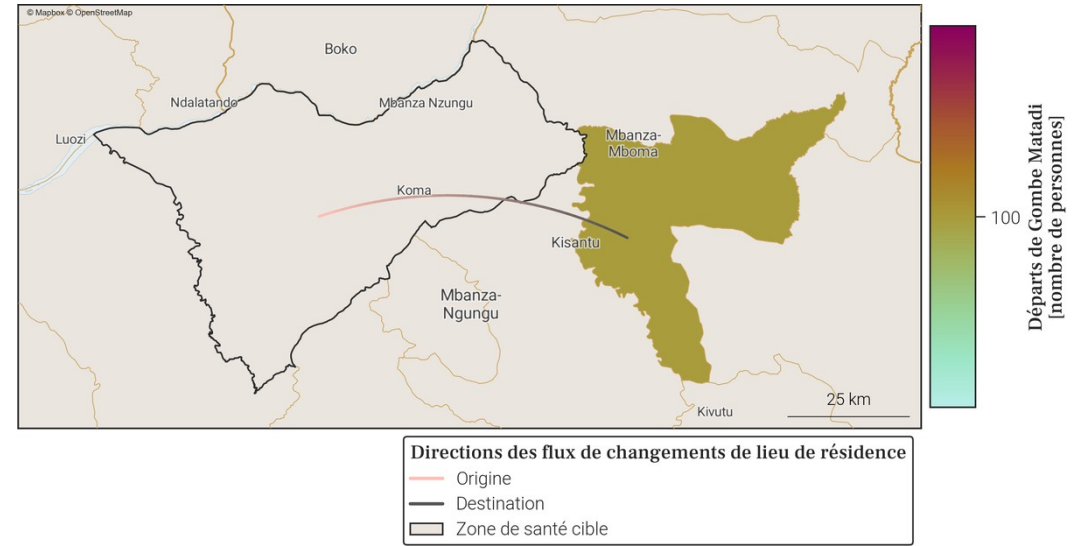 © Mapbox © OpenStreetMap
Boko
Ndalatando
Mbanza Nzungu
Luozi
Mbanza-
Mboma
Koma
Kisantu
Mbanza-
Ngungu
25 km
Kivutu
100
Départs de Gombe Matadi
[nombre de personnes]
Directions des flux de changements de lieu de résidence
Origine
Destination
Zone de santé cible